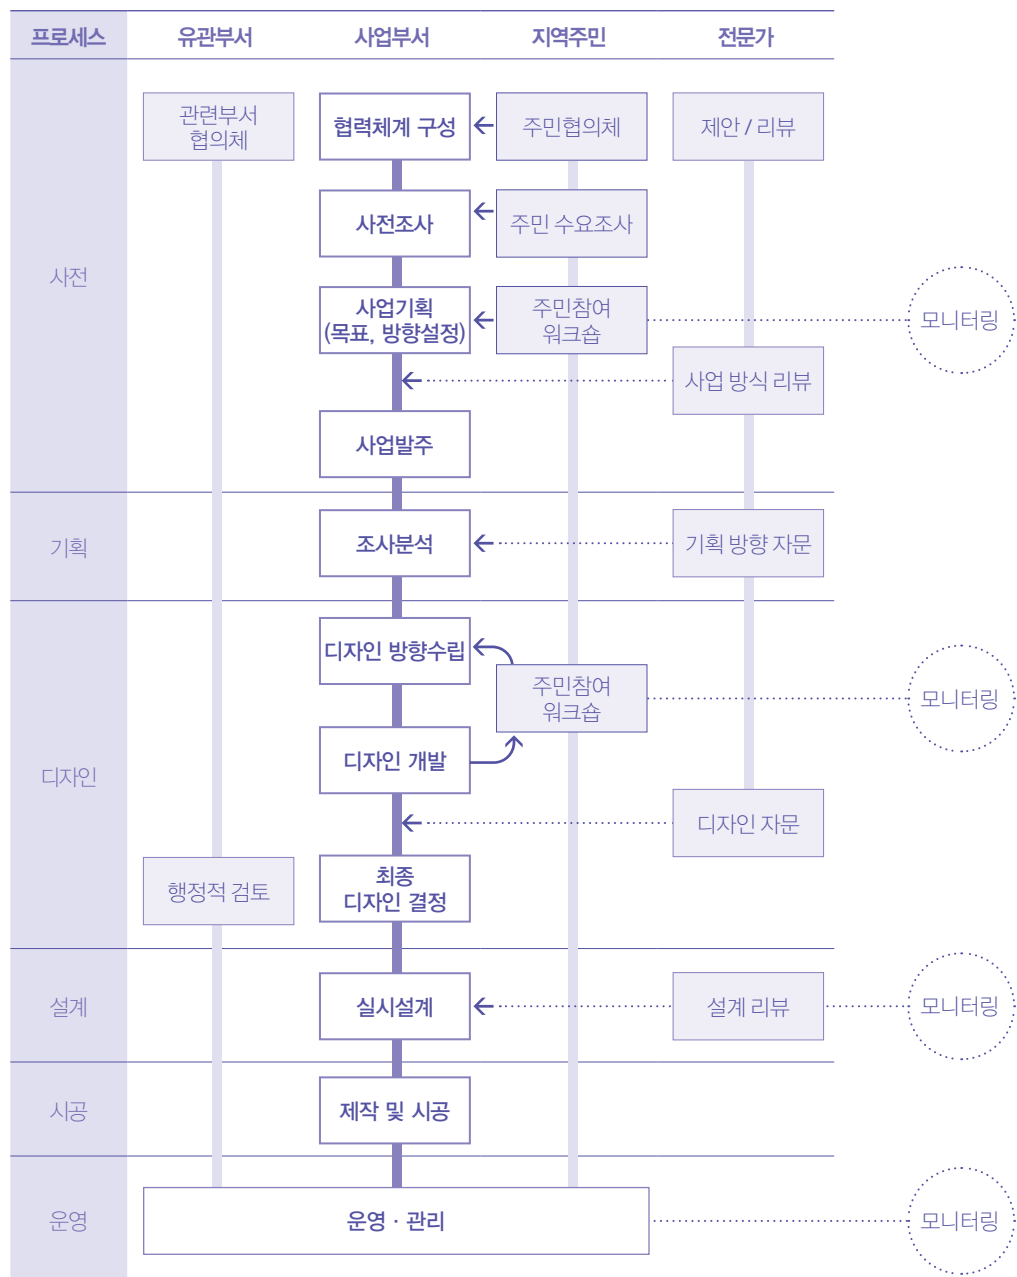 프로세스 유관부서 사업부서 지역주민 전문가
사전
관련부서
협의체
협력체계 구성
주민협의체
제안 / 리뷰
사전조사
주민 수요조사
사업기획
(목표, 방향설정)
주민참여
워크숍
모니터링
사업 방식 리뷰
사업발주
기획
조사분석
기획 방향 자문
디자인
디자인 방향수립
주민참여
워크숍
모니터링
디자인 개발
디자인 자문
행정적 검토
최종
디자인 결정
설계
실시설계
설계 리뷰
모니터링
시공
제작 및 시공
운영
운영 · 관리
모니터링